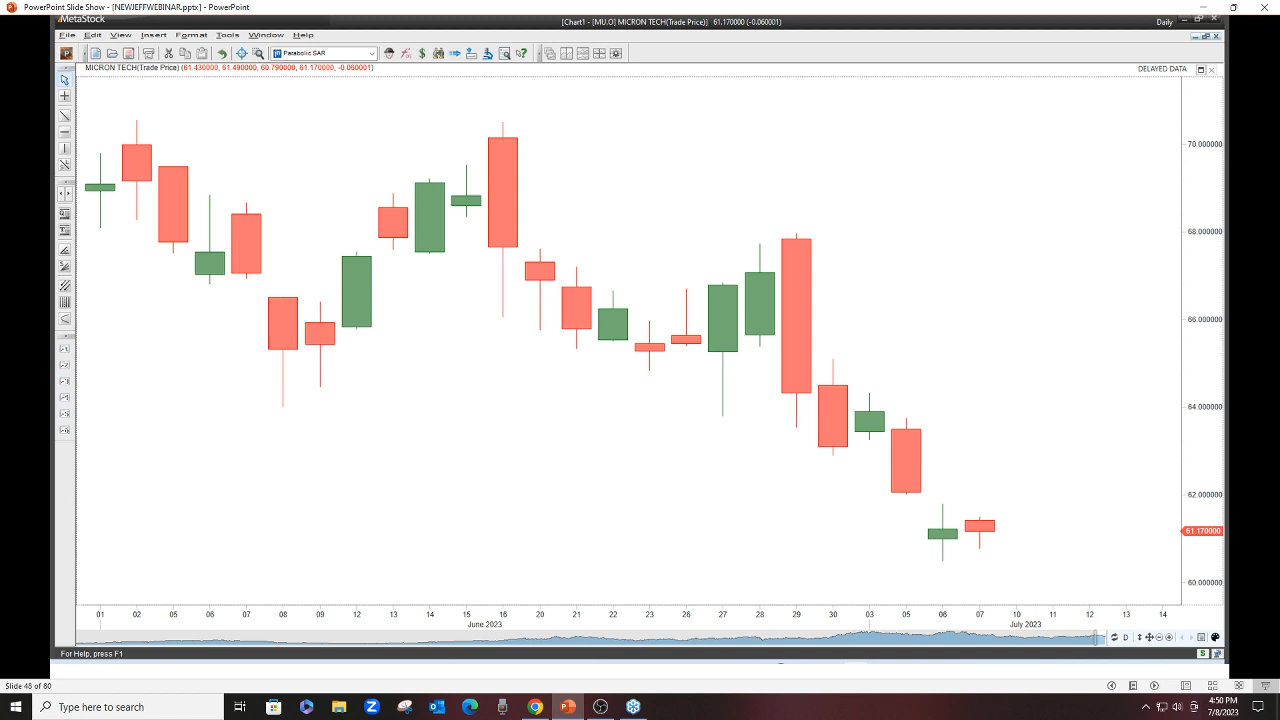 PowerPoint Slide Show - [NEWJEFFWEBINAR.pptx] - PowerPoint
MetaStock
[Chart1 - [MU.O] MICRON TECH(Trade Price)] 61.170000 (-0.060001)
Daily
File Edit View Insert Format Tools Window Help
Parabolic SAR
MICRON TECH(Trade Price) (61.430000, 61.490000, 60.790000, 61.170000, -0.060001)
DELAYED DATA
70.000000
68.000000
66.000000
64.000000
62.000000
61.170000
60.000000
01 02 05 06 07 08 09 12 13 14 15 16 20 21 22 23 26 27 28 29 30 03 05 06 07 10 11 12 13 14
June 2023
July 2023
D
For Help, press F1
S
Slide 48 of 80
Type here to search
4:50 PM
7/8/2023